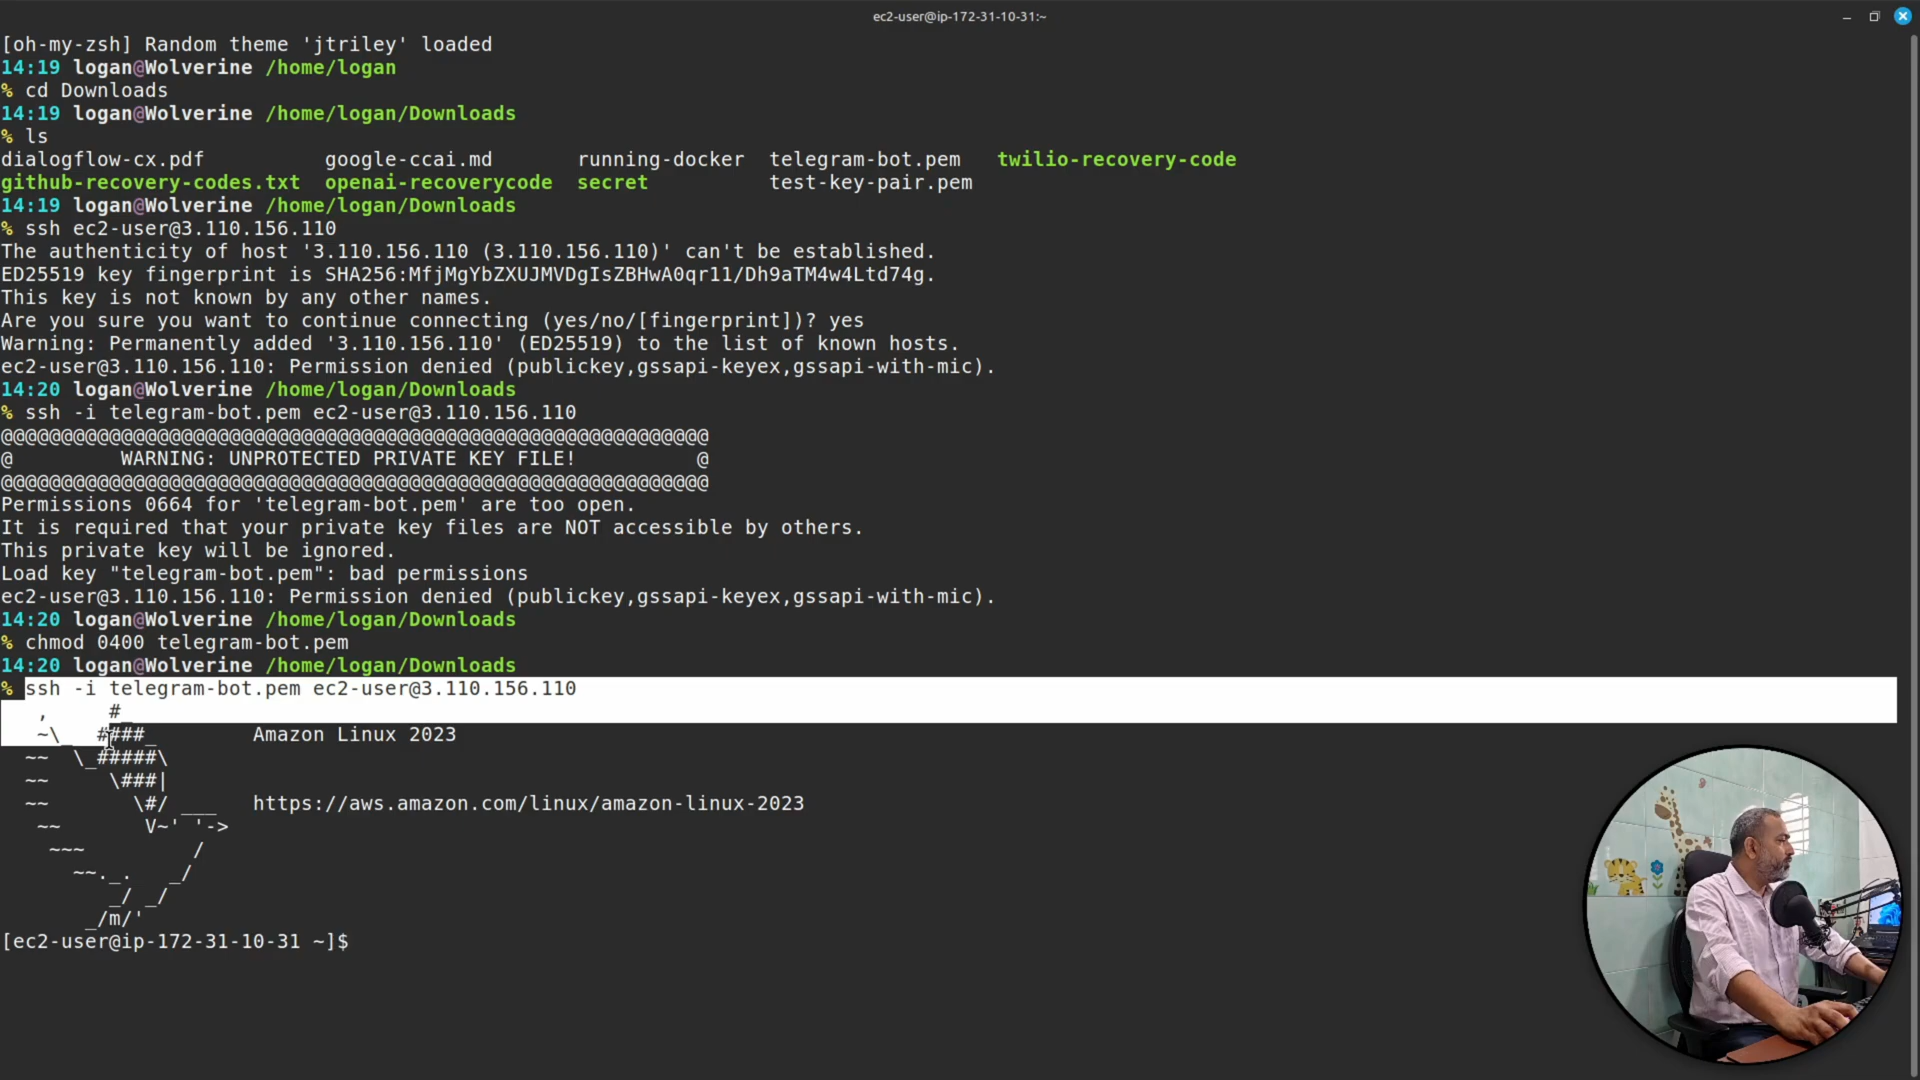 ec2-user@ip-172-31-10-31:~
[oh-my-zsh] Random theme 'jtriley' loaded
14:19 logan@Wolverine /home/logan
% cd Downloads
14:19 logan@Wolverine /home/logan/Downloads
% ls
dialogflow-cx.pdf          google-ccai.md       running-docker  telegram-bot.pem   twilio-recovery-code
github-recovery-codes.txt  openai-recoverycode  secret          test-key-pair.pem
14:19 logan@Wolverine /home/logan/Downloads
% ssh ec2-user@3.110.156.110
The authenticity of host '3.110.156.110 (3.110.156.110)' can't be established.
ED25519 key fingerprint is SHA256:MfjMgYbZXUJMVDgIsZBHwA0qr11/Dh9aTM4w4Ltd74g.
This key is not known by any other names.
Are you sure you want to continue connecting (yes/no/[fingerprint])? yes
Warning: Permanently added '3.110.156.110' (ED25519) to the list of known hosts.
ec2-user@3.110.156.110: Permission denied (publickey,gssapi-keyex,gssapi-with-mic).
14:20 logan@Wolverine /home/logan/Downloads
% ssh -i telegram-bot.pem ec2-user@3.110.156.110
@@@@@@@@@@@@@@@@@@@@@@@@@@@@@@@@@@@@@@@@@@@@@@@@@@@@@@@@@@@
@         WARNING: UNPROTECTED PRIVATE KEY FILE!          @
@@@@@@@@@@@@@@@@@@@@@@@@@@@@@@@@@@@@@@@@@@@@@@@@@@@@@@@@@@@
Permissions 0664 for 'telegram-bot.pem' are too open.
It is required that your private key files are NOT accessible by others.
This private key will be ignored.
Load key "telegram-bot.pem": bad permissions
ec2-user@3.110.156.110: Permission denied (publickey,gssapi-keyex,gssapi-with-mic).
14:20 logan@Wolverine /home/logan/Downloads
% chmod 0400 telegram-bot.pem
14:20 logan@Wolverine /home/logan/Downloads
% ssh -i telegram-bot.pem ec2-user@3.110.156.110
   ,     #_
   ~\_  ####_        Amazon Linux 2023
  ~~  \_#####\
  ~~     \###|
  ~~       \#/ ___   https://aws.amazon.com/linux/amazon-linux-2023
   ~~       V~' '->
    ~~~         /
      ~~._.   _/
         _/ _/
       _/m/'
[ec2-user@ip-172-31-10-31 ~]$